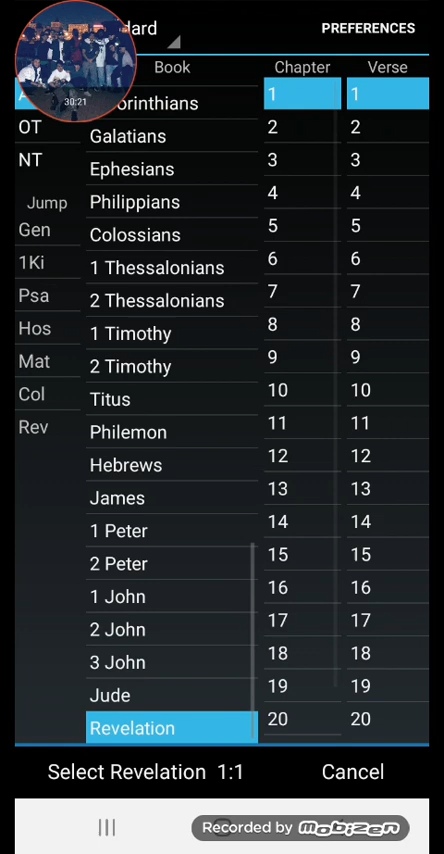 dard
PREFERENCES
Book
Chapter
Verse
30:21
A
OT
NT
Jump
Gen
1Ki
Psa
Hos
Mat
Col
Rev
orinthians
Galatians
Ephesians
Philippians
Colossians
1 Thessalonians
2 Thessalonians
1 Timothy
2 Timothy
Titus
Philemon
Hebrews
James
1 Peter
2 Peter
1 John
2 John
3 John
Jude
Revelation
1
2
3
4
5
6
7
8
9
10
11
12
13
14
15
16
17
18
19
20
1
2
3
4
5
6
7
8
9
10
11
12
13
14
15
16
17
18
19
20
Select Revelation 1:1
Cancel
Recorded by Mobizen